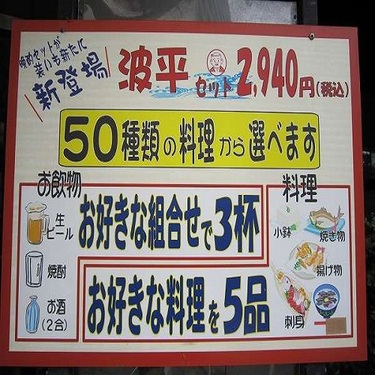 晩酌セットが
装いも新たに
新登場
波平セット 2,940円(税込)
50種類の料理から選べます
お飲物
生ビール
焼酎
お酒(2合)
お好きな組合せで3杯
お好きな料理を5品
料理
小鉢
焼き物
揚げ物
刺身